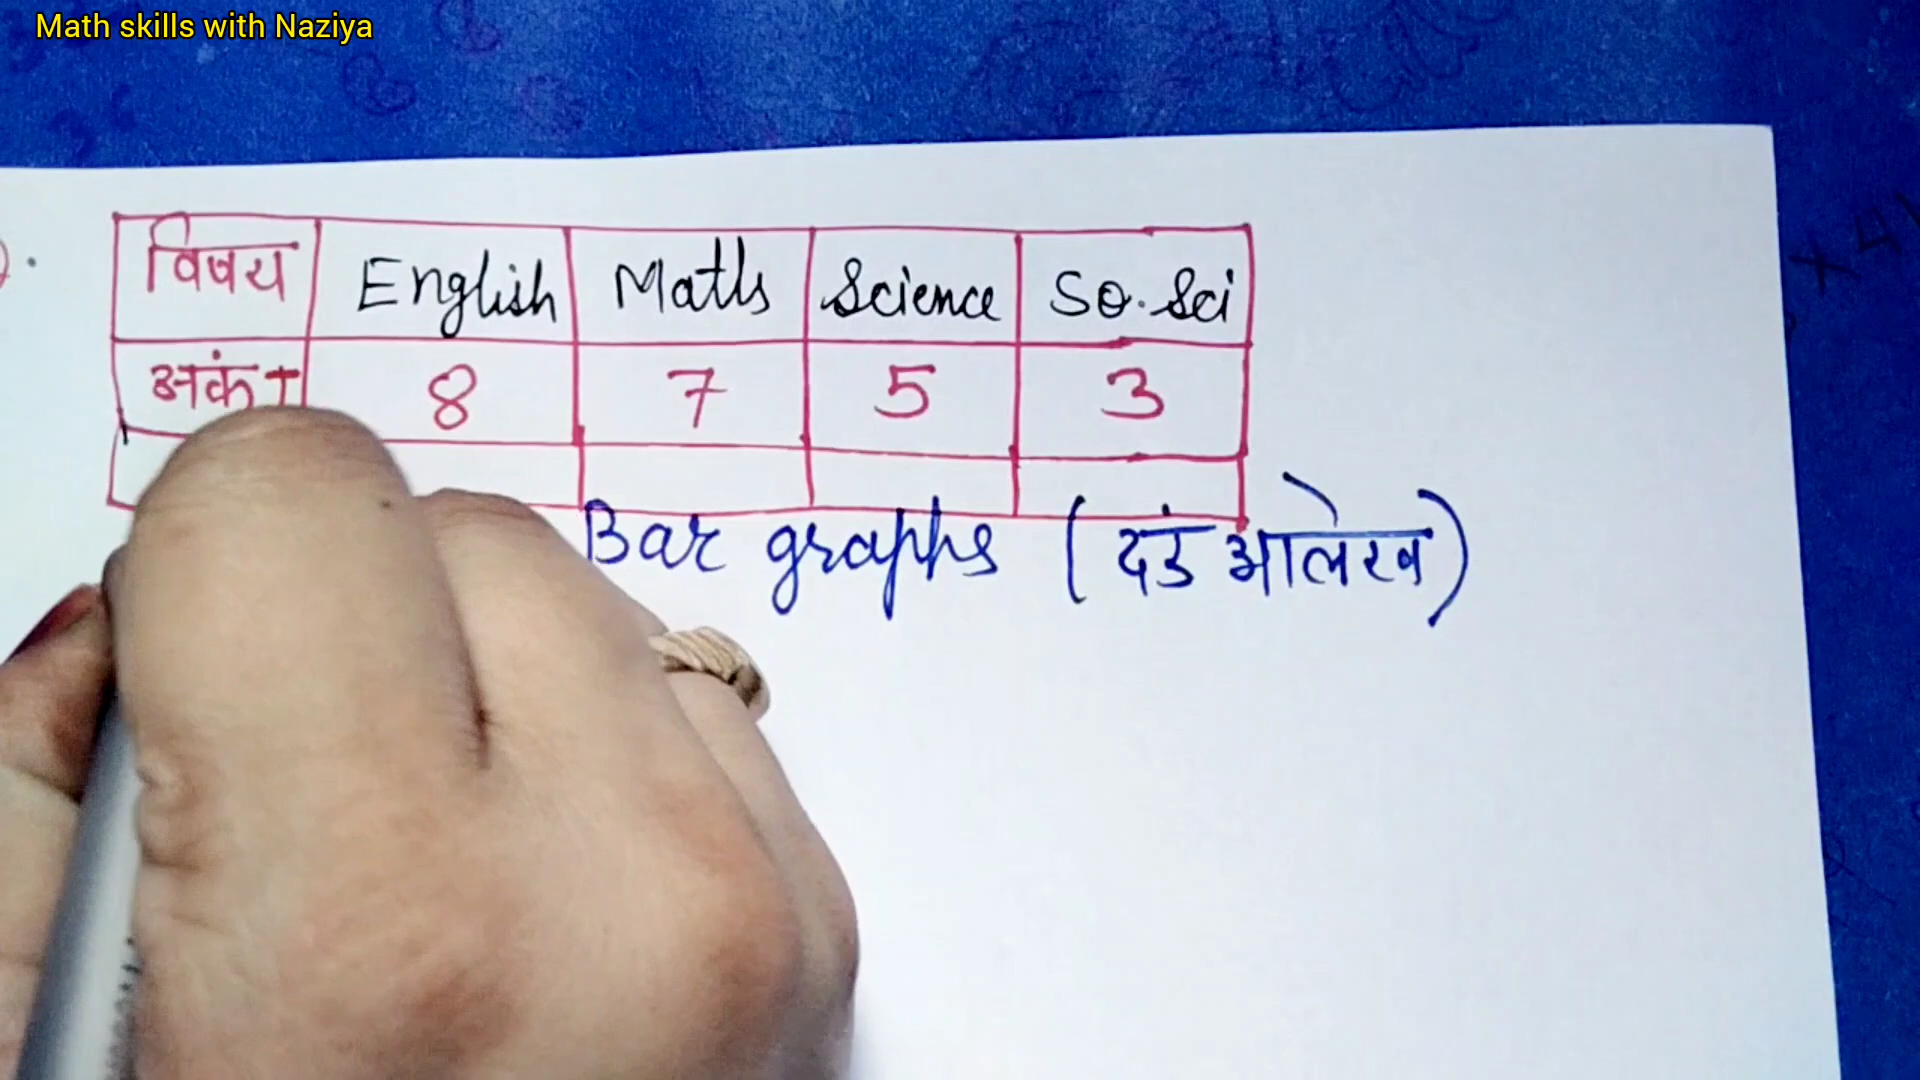 Math skills with Naziya
विषय English Maths Science So. Sci
8 7 5 3
Bar graphs (दंड आलेख)